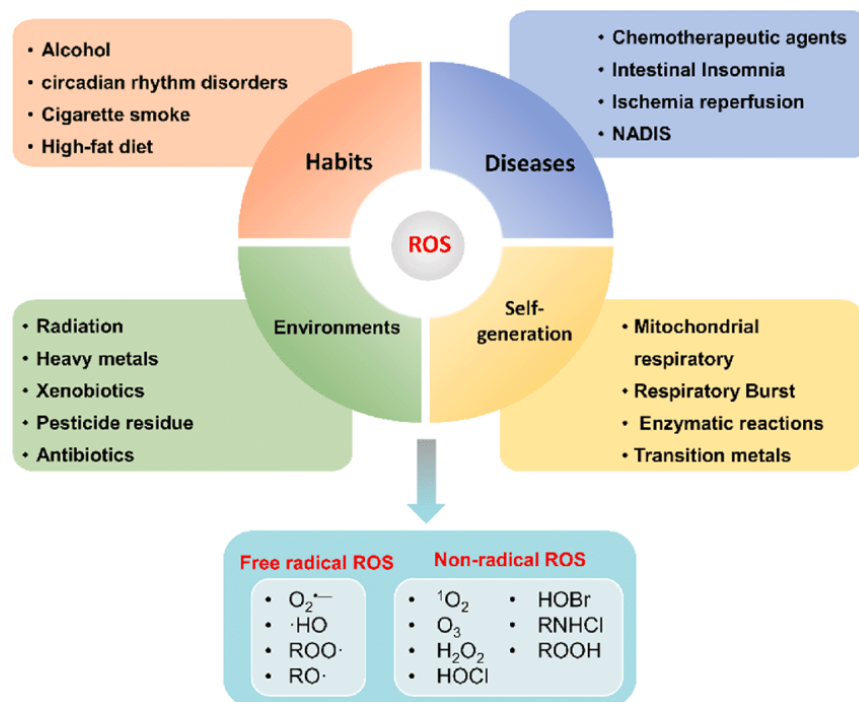 • Alcohol
• circadian rhythm disorders
• Cigarette smoke
• High-fat diet
• Chemotherapeutic agents
• Intestinal Insomnia
• Ischemia reperfusion
• NADIS
Habits
Diseases
ROS
Environments
Self-
generation
• Radiation
• Heavy metals
• Xenobiotics
• Pesticide residue
• Antibiotics
• Mitochondrial
respiratory
• Respiratory Burst
• Enzymatic reactions
• Transition metals
Free radical ROS
• O₂•—
• ·HO
• ROO·
• RO·
Non-radical ROS
• ¹O₂
• O₃
• H₂O₂
• HOCl
• HOBr
• RNHCl
• ROOH